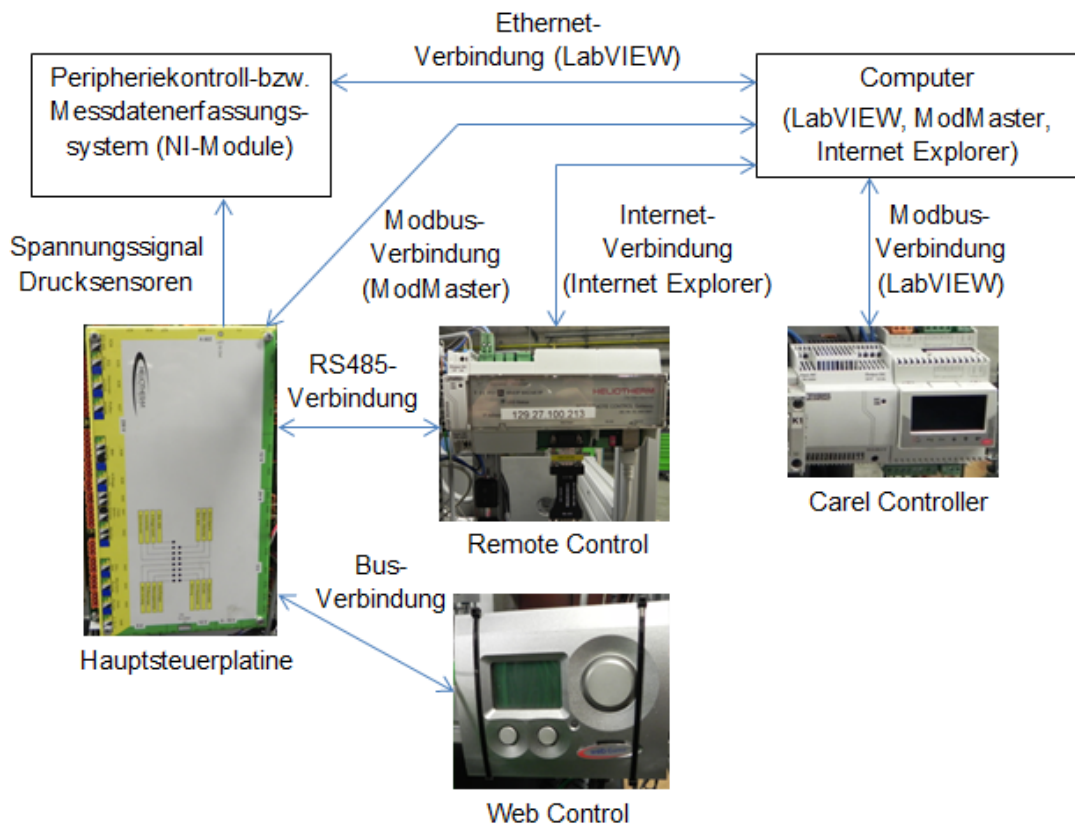 Ethernet-
Verbindung (LabVIEW)
Peripheriekontroll-bzw.
Messdatenerfassungs-
system (NI-Module)
Computer
(LabVIEW, ModMaster,
Internet Explorer)
Spannungssignal
Drucksensoren
Modbus-
Verbindung
(ModMaster)
Internet-
Verbindung
(Internet Explorer)
Modbus-
Verbindung
(LabVIEW)
RS485-
Verbindung
HELIOTHERM
129.27.100.213
K1
Hauptsteuerplatine
Remote Control
Carel Controller
Bus-
Verbindung
Web Control